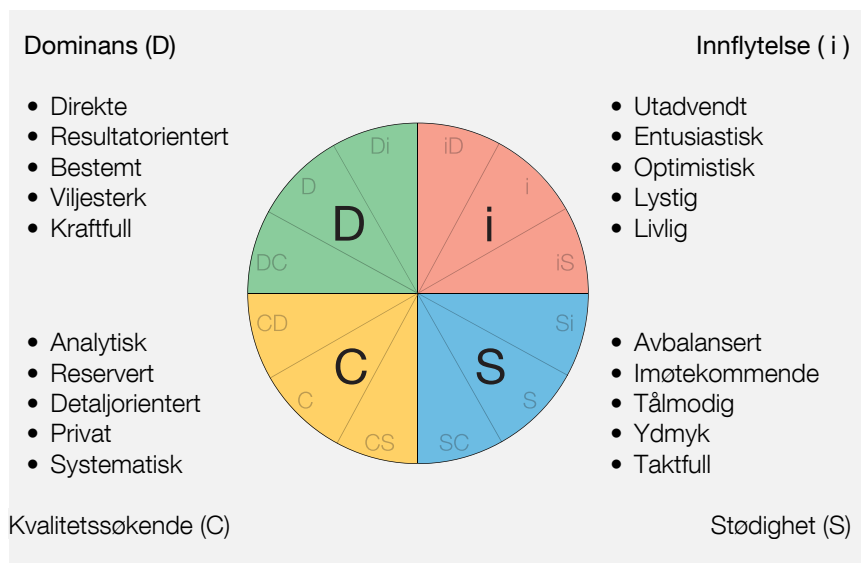 Dominans (D)
Innflytelse ( i )
• Direkte
• Resultatorientert
• Bestemt
• Viljesterk
• Kraftfull
• Utadvendt
• Entusiastisk
• Optimistisk
• Lystig
• Livlig
Di
iD
D
i
D
i
DC
iS
CD
Si
C
S
C
S
CS
SC
• Analytisk
• Reservert
• Detaljorientert
• Privat
• Systematisk
• Avbalansert
• Imøtekommende
• Tålmodig
• Ydmyk
• Taktfull
Kvalitetssøkende (C)
Stødighet (S)